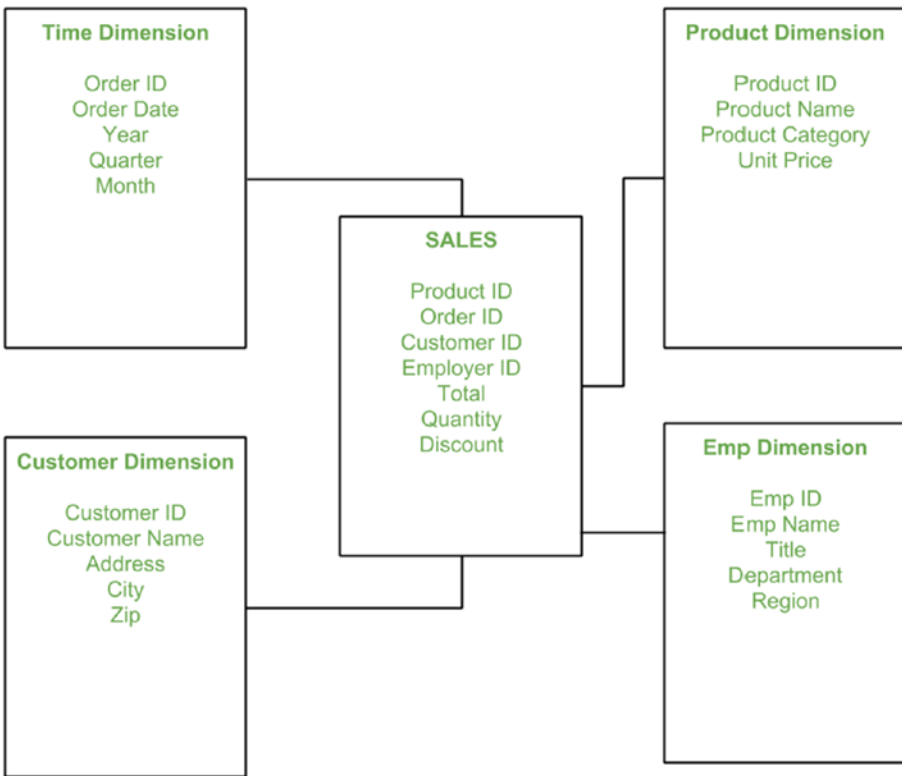 Time Dimension
Order ID
Order Date
Year
Quarter
Month
Product Dimension
Product ID
Product Name
Product Category
Unit Price
SALES
Product ID
Order ID
Customer ID
Employer ID
Total
Quantity
Discount
Customer Dimension
Customer ID
Customer Name
Address
City
Zip
Emp Dimension
Emp ID
Emp Name
Title
Department
Region